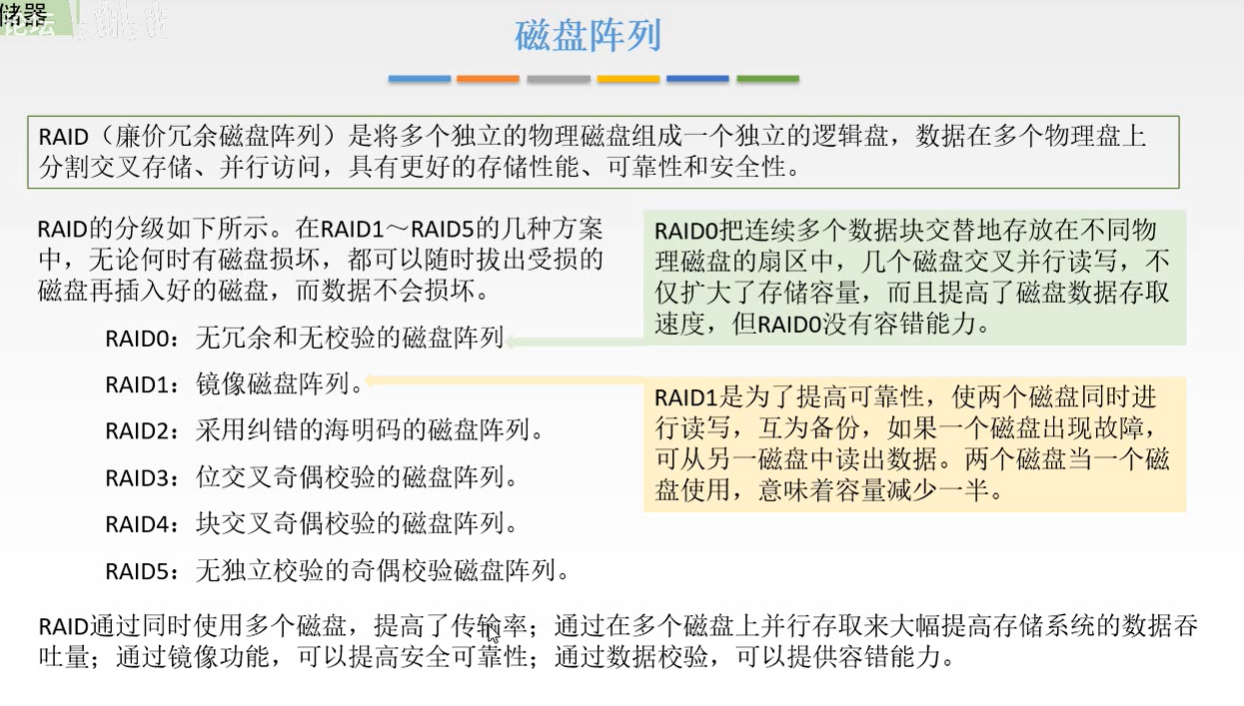 储器
论坛
磁盘阵列
RAID（廉价冗余磁盘阵列）是将多个独立的物理磁盘组成一个独立的逻辑盘，数据在多个物理盘上
分割交叉存储、并行访问，具有更好的存储性能、可靠性和安全性。
RAID的分级如下所示。在RAID1～RAID5的几种方案
中，无论何时有磁盘损坏，都可以随时拔出受损的
磁盘再插入好的磁盘，而数据不会损坏。
RAID0：无冗余和无校验的磁盘阵列
RAID1：镜像磁盘阵列。
RAID2：采用纠错的海明码的磁盘阵列。
RAID3：位交叉奇偶校验的磁盘阵列。
RAID4：块交叉奇偶校验的磁盘阵列。
RAID5：无独立校验的奇偶校验磁盘阵列。
RAID0把连续多个数据块交替地存放在不同物
理磁盘的扇区中，几个磁盘交叉并行读写，不
仅扩大了存储容量，而且提高了磁盘数据存取
速度，但RAID0没有容错能力。
RAID1是为了提高可靠性，使两个磁盘同时进
行读写，互为备份，如果一个磁盘出现故障，
可从另一磁盘中读出数据。两个磁盘当一个磁
盘使用，意味着容量减少一半。
RAID通过同时使用多个磁盘，提高了传输率；通过在多个磁盘上并行存取来大幅提高存储系统的数据吞
吐量；通过镜像功能，可以提高安全可靠性；通过数据校验，可以提供容错能力。